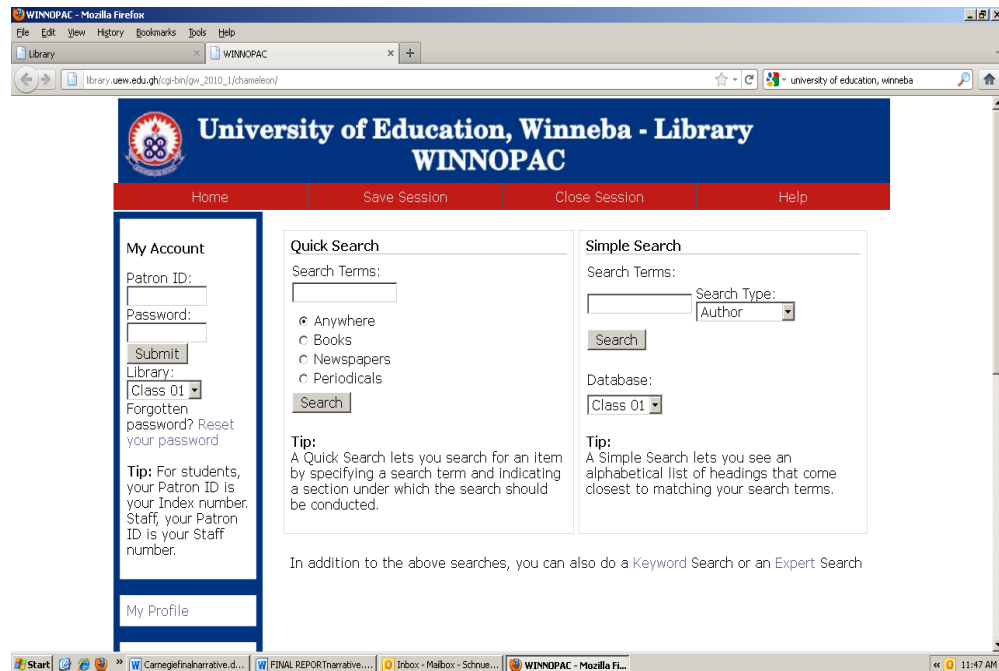 WINNOPAC - Mozilla Firefox
File Edit View History Bookmarks Tools Help
Library
WINNOPAC
library.uew.edu.gh/cgi-bin/gw_2010_1/chameleon/
university of education, winneba
University of Education, Winneba - Library
WINNOPAC
Home
Save Session
Close Session
Help
My Account
Patron ID:
Password:
Submit
Library:
Class 01
Forgotten
password? Reset
your password
Tip: For students,
your Patron ID is
your Index number.
Staff, your Patron
ID is your Staff
number.
My Profile
Quick Search
Search Terms:
Anywhere
Books
Newspapers
Periodicals
Search
Tip:
A Quick Search lets you search for an item
by specifying a search term and indicating
a section under which the search should
be conducted.
Simple Search
Search Terms:
Search Type:
Author
Search
Database:
Class 01
Tip:
A Simple Search lets you see an
alphabetical list of headings that come
closest to matching your search terms.
In addition to the above searches, you can also do a Keyword Search or an Expert Search
Start
Carnegiefinalnarrative.d...
FINAL REPORTnarrative....
Inbox - Mailbox - Schnue...
WINNOPAC - Mozilla Fi...
11:47 AM